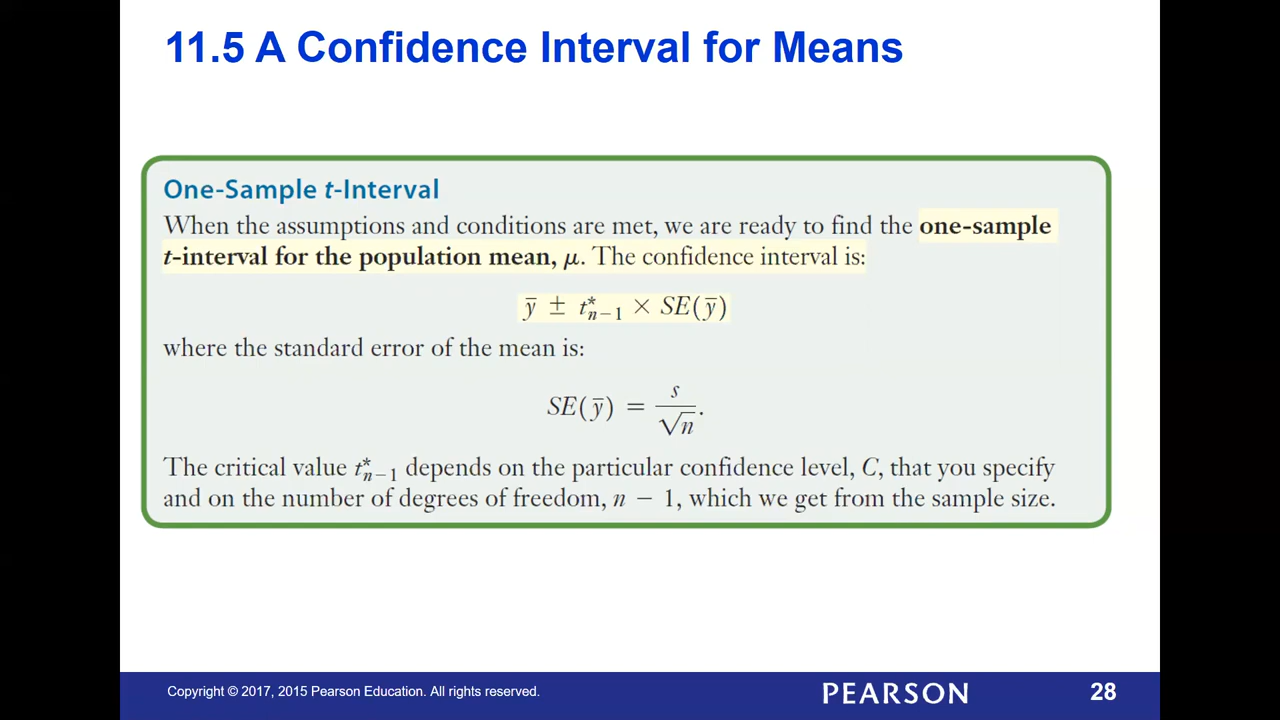 11.5 A Confidence Interval for Means
One-Sample t-Interval
When the assumptions and conditions are met, we are ready to find the one-sample
t-interval for the population mean, μ. The confidence interval is:
ȳ ± t*ₙ₋₁ × SE(ȳ)
where the standard error of the mean is:
SE(ȳ) = s/√n.
The critical value t*ₙ₋₁ depends on the particular confidence level, C, that you specify
and on the number of degrees of freedom, n − 1, which we get from the sample size.
Copyright © 2017, 2015 Pearson Education. All rights reserved.
PEARSON
28